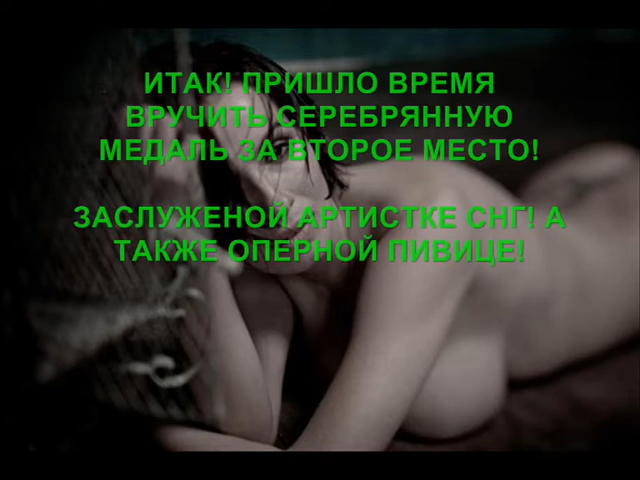 ИТАК! ПРИШЛО ВРЕМЯ
ВРУЧИТЬ СЕРЕБРЯННУЮ
МЕДАЛЬ ЗА ВТОРОЕ МЕСТО!
ЗАСЛУЖЕНОЙ АРТИСТКЕ СНГ! А
ТАКЖЕ ОПЕРНОЙ ПИВИЦЕ!